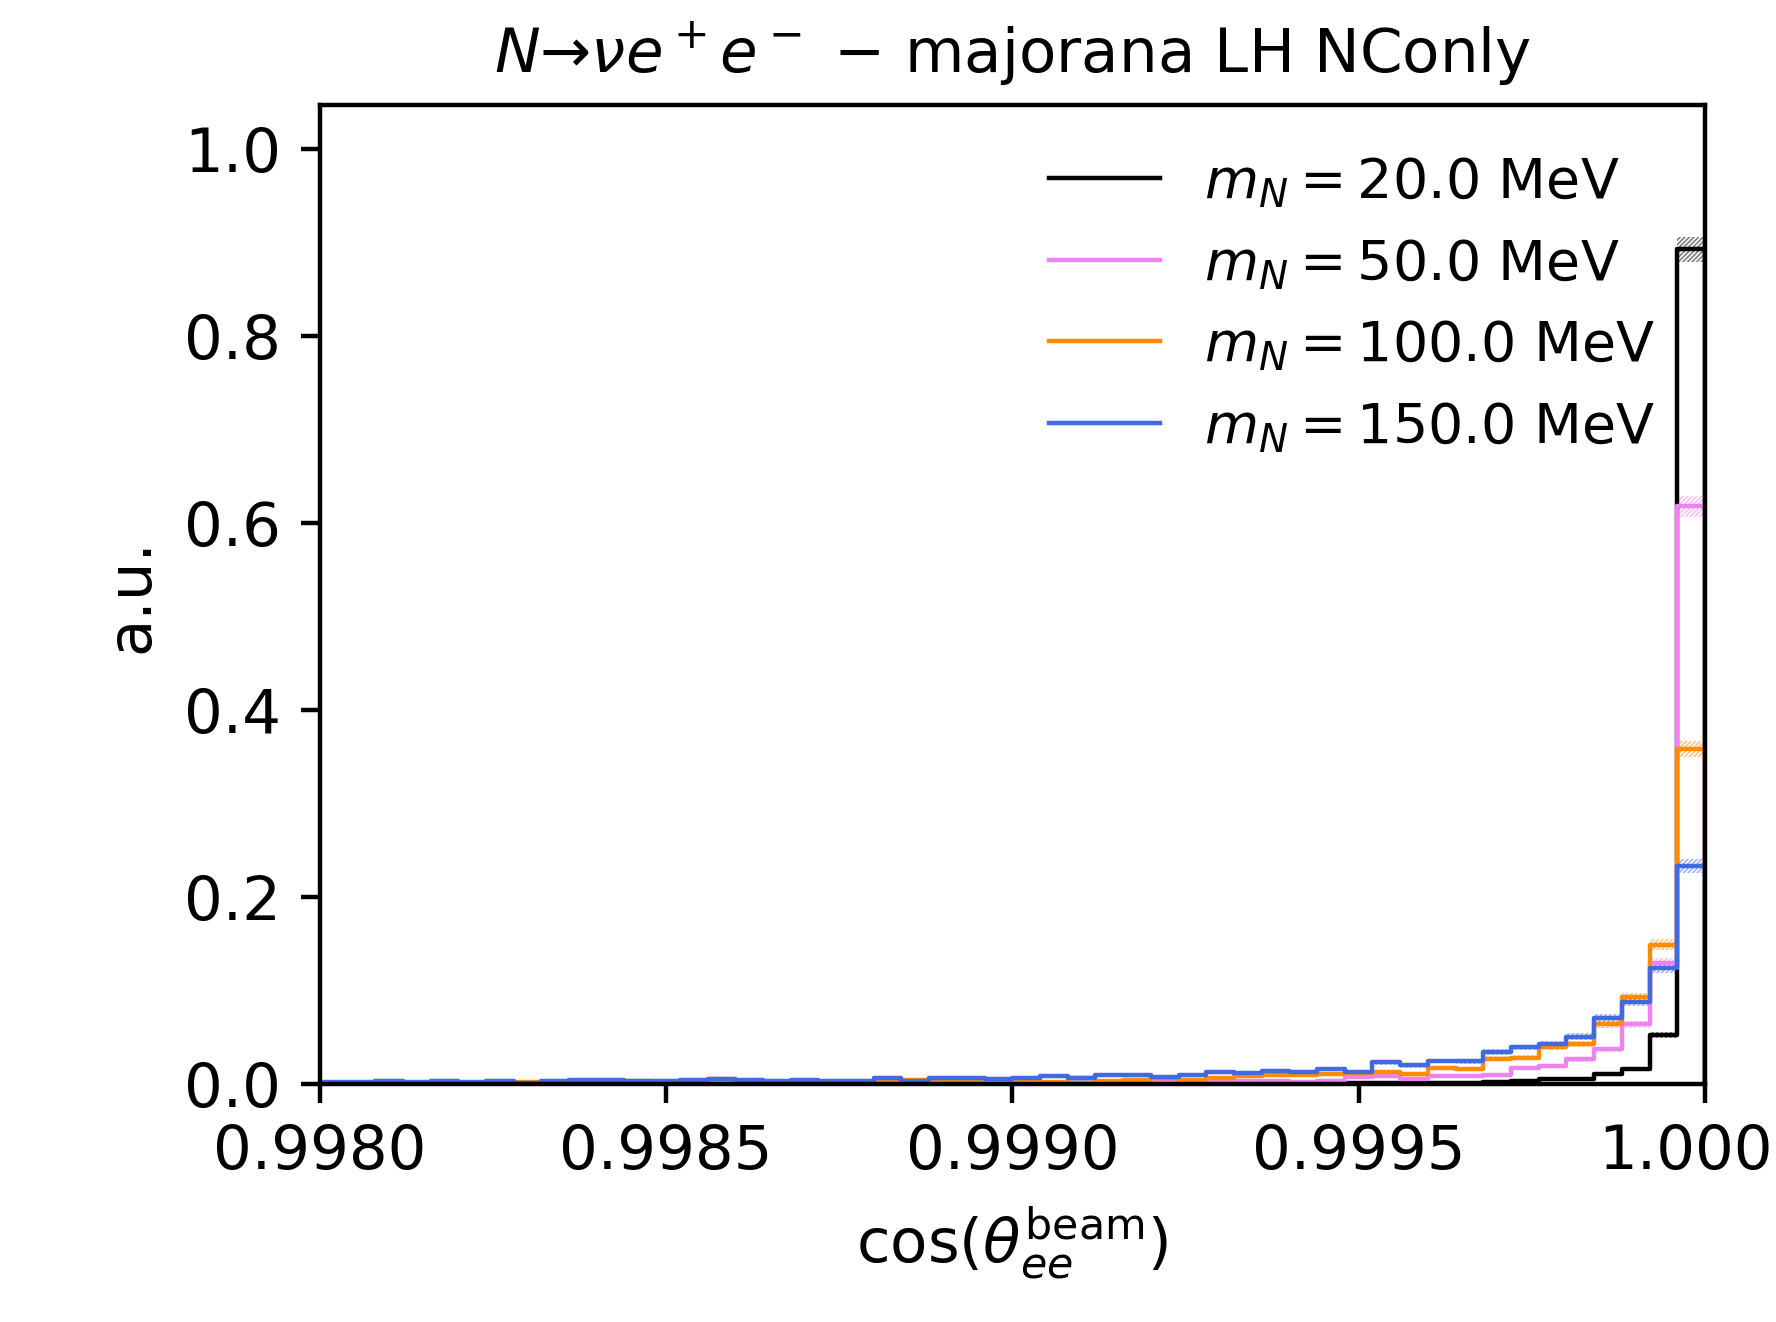 N→νe⁺e⁻ − majorana LH NConly
1.0
0.8
0.6
0.4
0.2
0.0
a.u.
m_N = 20.0 MeV
m_N = 50.0 MeV
m_N = 100.0 MeV
m_N = 150.0 MeV
0.9980 0.9985 0.9990 0.9995 1.000
cos(θ_ee^beam)